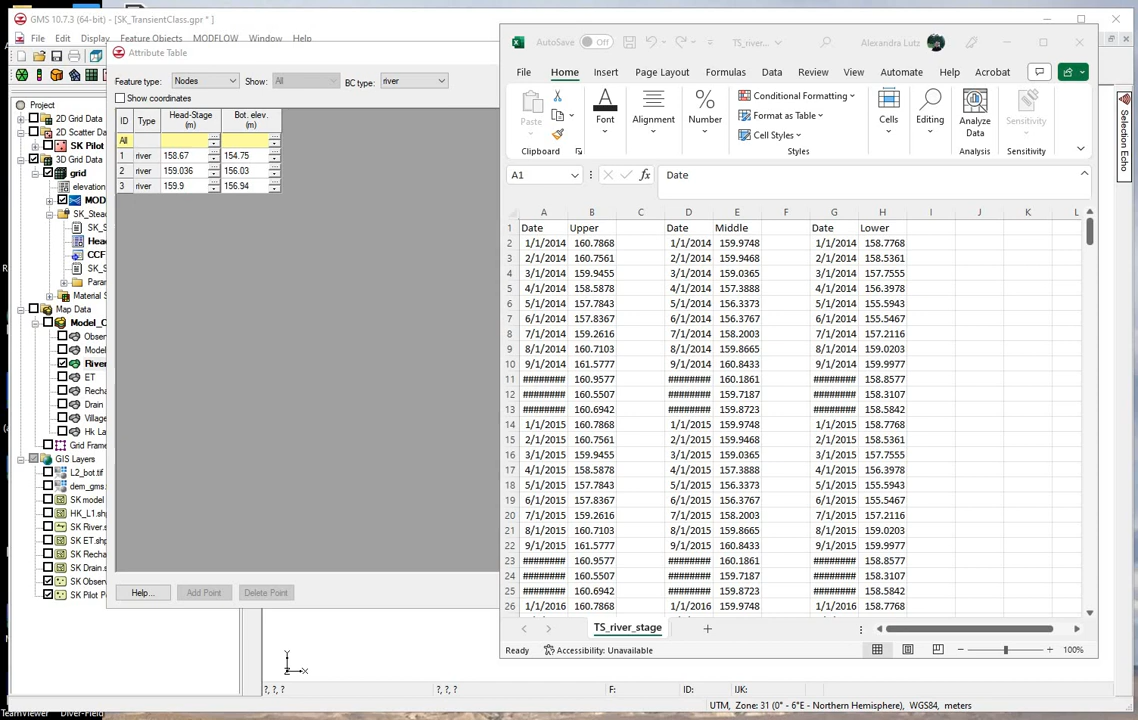 GMS 10.7.3 (64-bit) - [SK_TransientClass.gpr * ]
File Edit Display Feature Objects MODFLOW Window Help
Project
2D Grid Data
2D Scatter Da
SK Pilot
3D Grid Data
grid
elevation
MOD
SK_Stead
SK_S
Head
CCF
SK_S
Para
Material S
Map Data
Model_C
Obser
Model
River
ET
Recha
Drain
Village
Hk La
Grid Frame
GIS Layers
L2_bot.tif
dem_gms.
SK model
HK_L1.shp
SK River.s
SK ET.shp
SK Recha
SK Drain.s
SK Observ
SK Pilot P
Attribute Table
Feature type: Nodes Show: All BC type: river
Show coordinates
ID Type Head-Stage (m) Bot. elev. (m)
All
1 river 158.67 154.75
2 river 159.036 156.03
3 river 159.9 156.94
Help... Add Point Delete Point
AutoSave Off TS_river_... Alexandra Lutz
File Home Insert Page Layout Formulas Data Review View Automate Help Acrobat
Paste
Clipboard
Font
Alignment
Number
Conditional Formatting
Format as Table
Cell Styles
Styles
Cells
Editing
Analyze Data
Analysis
Sensitivity
Sensitivity
A1 fx Date
A B C D E F G H I J K L
1 Date Upper Date Middle Date Lower
2 1/1/2014 160.7868 1/1/2014 159.9748 1/1/2014 158.7768
3 2/1/2014 160.7561 2/1/2014 159.9468 2/1/2014 158.5361
4 3/1/2014 159.9455 3/1/2014 159.0365 3/1/2014 157.7555
5 4/1/2014 158.5878 4/1/2014 157.3888 4/1/2014 156.3978
6 5/1/2014 157.7843 5/1/2014 156.3373 5/1/2014 155.5943
7 6/1/2014 157.8367 6/1/2014 156.3767 6/1/2014 155.5467
8 7/1/2014 159.2616 7/1/2014 158.2003 7/1/2014 157.2116
9 8/1/2014 160.7103 8/1/2014 159.8665 8/1/2014 159.0203
10 9/1/2014 161.5777 9/1/2014 160.8433 9/1/2014 159.9977
11 ######## 160.9577 ######## 160.1861 ######## 158.8577
12 ######## 160.5507 ######## 159.7187 ######## 158.3107
13 ######## 160.6942 ######## 159.8723 ######## 158.5842
14 1/1/2015 160.7868 1/1/2015 159.9748 1/1/2015 158.7768
15 2/1/2015 160.7561 2/1/2015 159.9468 2/1/2015 158.5361
16 3/1/2015 159.9455 3/1/2015 159.0365 3/1/2015 157.7555
17 4/1/2015 158.5878 4/1/2015 157.3888 4/1/2015 156.3978
18 5/1/2015 157.7843 5/1/2015 156.3373 5/1/2015 155.5943
19 6/1/2015 157.8367 6/1/2015 156.3767 6/1/2015 155.5467
20 7/1/2015 159.2616 7/1/2015 158.2003 7/1/2015 157.2116
21 8/1/2015 160.7103 8/1/2015 159.8665 8/1/2015 159.0203
22 9/1/2015 161.5777 9/1/2015 160.8433 9/1/2015 159.9977
23 ######## 160.9577 ######## 160.1861 ######## 158.8577
24 ######## 160.5507 ######## 159.7187 ######## 158.3107
25 ######## 160.6942 ######## 159.8723 ######## 158.5842
26 1/1/2016 160.7868 1/1/2016 159.9748 1/1/2016 158.7768
TS_river_stage
Ready Accessibility: Unavailable 100%
Selection Echo
Y
Z X
?, ?, ? ?, ?, ? F: ID: IJK:
UTM, Zone: 31 (0° - 6°E - Northern Hemisphere), WGS84, meters
TeamViewer Diver-Field